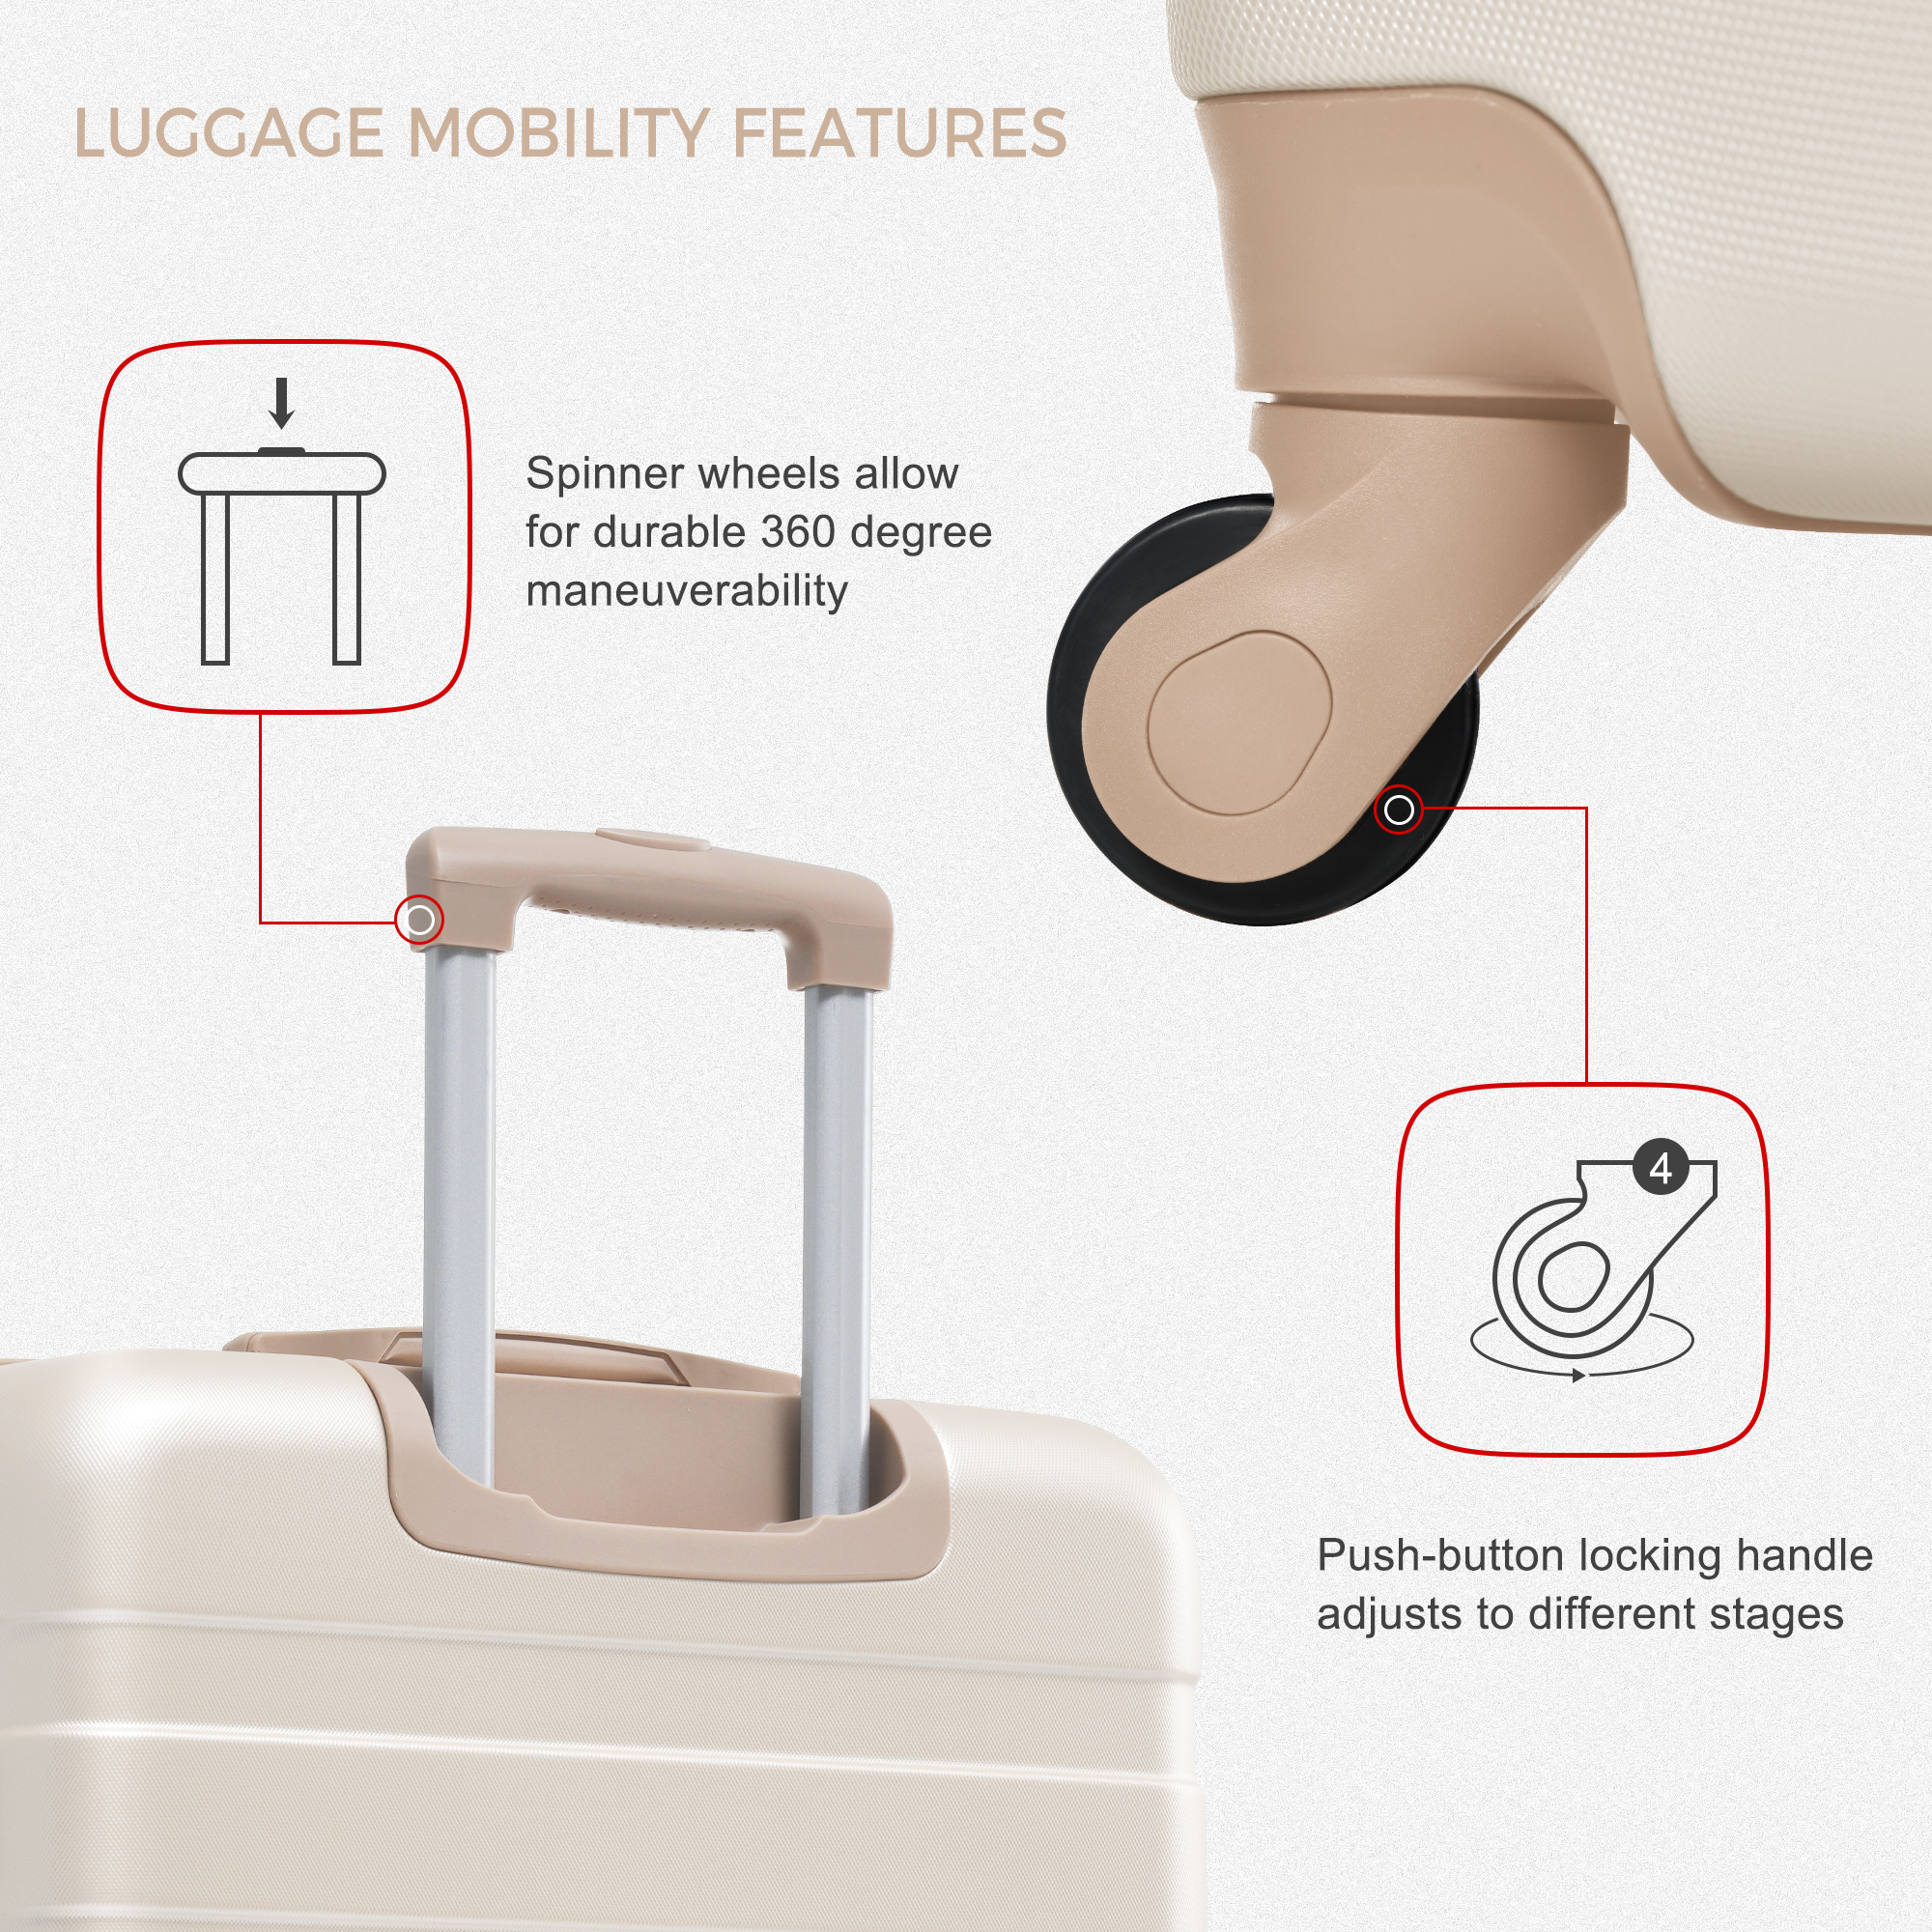 LUGGAGE MOBILITY FEATURES
Spinner wheels allow
for durable 360 degree
maneuverability
4
Push-button locking handle
adjusts to different stages